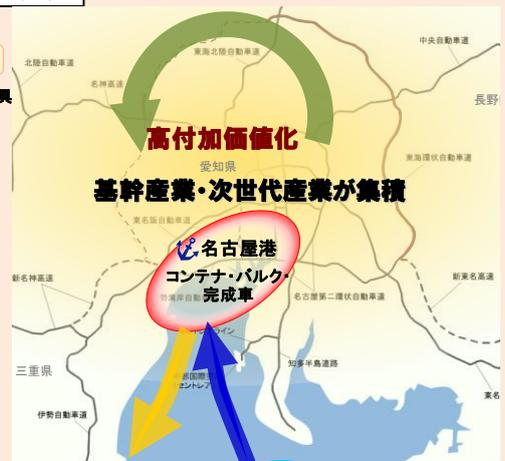 中央自動車道
東海北陸自動車道
北陸自動車道
名神高速
長野
具
高付加価値化
東海環状自動車道
愛知県
基幹産業・次世代産業が集積
東名阪自動車道
名古屋港
コンテナ・バルク・
完成車
新名神高速
新東名高速
名古屋第二環状自動車道
知多半島道路
三重県
セントレア
東名
伊勢自動車道